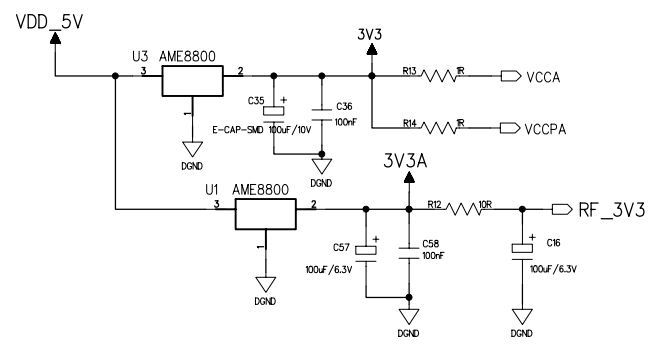 VDD_5V
U3 AME8800
3 2
1
DGND
C35
+
E-CAP-SMD 100uF/10V
C36
100nF
DGND
3V3
R13 1R
VCCA
R14 1R
VCCPA
U1 AME8800
3 2
1
DGND
3V3A
C57
+
100uF/6.3V
C58
100nF
DGND
R12 10R
RF_3V3
C16
+
100uF/6.3V
DGND